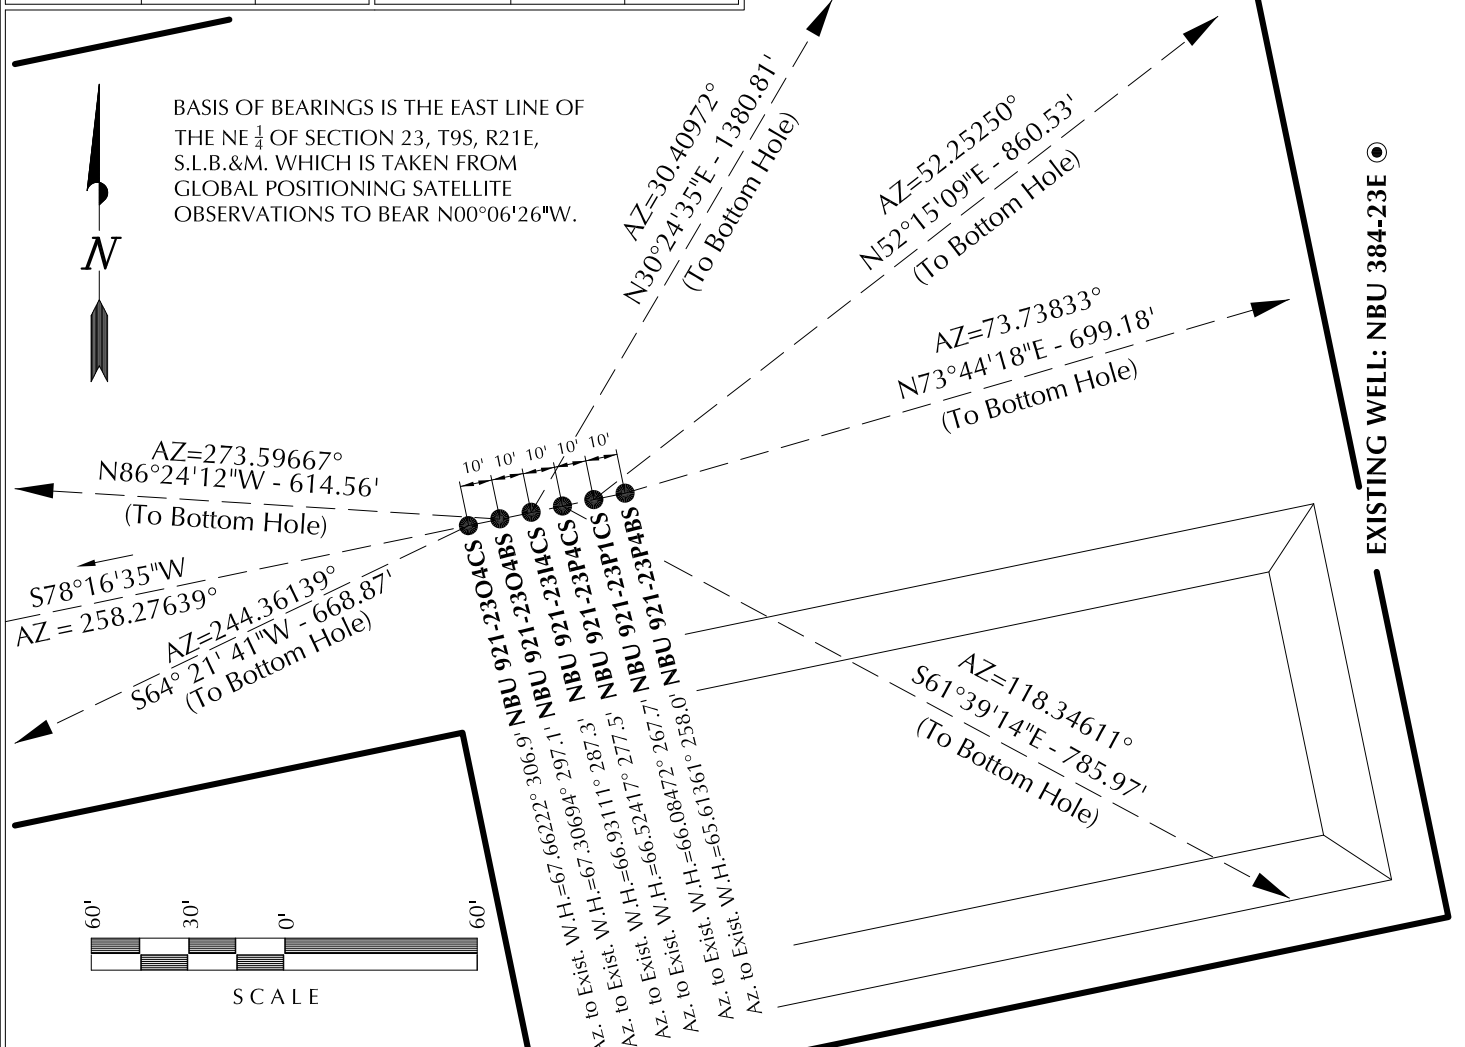 BASIS OF BEARINGS IS THE EAST LINE OF
THE NE 1/4 OF SECTION 23, T9S, R21E,
S.L.B.&M. WHICH IS TAKEN FROM
GLOBAL POSITIONING SATELLITE
OBSERVATIONS TO BEAR N00°06'26"W.
N
AZ=30.40972°
N30°24'35"E - 1380.81'
(To Bottom Hole)
AZ=52.25250°
N52°15'09"E - 860.53'
(To Bottom Hole)
AZ=73.73833°
N73°44'18"E - 699.18'
(To Bottom Hole)
EXISTING WELL: NBU 384-23E
AZ=273.59667°
N86°24'12"W - 614.56'
(To Bottom Hole)
10'
10'
10'
10'
10'
S78°16'35"W
AZ = 258.27639°
AZ=244.36139°
S64° 21' 41"W - 668.87'
(To Bottom Hole)
Az. to Exist. W.H.=67.66222° 306.9' NBU 921-23O4CS
Az. to Exist. W.H.=67.30694° 297.1' NBU 921-23O4BS
Az. to Exist. W.H.=66.93111° 287.3' NBU 921-23I4CS
Az. to Exist. W.H.=66.52417° 277.5' NBU 921-23P4CS
Az. to Exist. W.H.=66.08472° 267.7' NBU 921-23P1CS
Az. to Exist. W.H.=65.61361° 258.0' NBU 921-23P4BS
AZ=118.34611°
S61°39'14"E - 785.97'
(To Bottom Hole)
60'
30'
0'
60'
SCALE